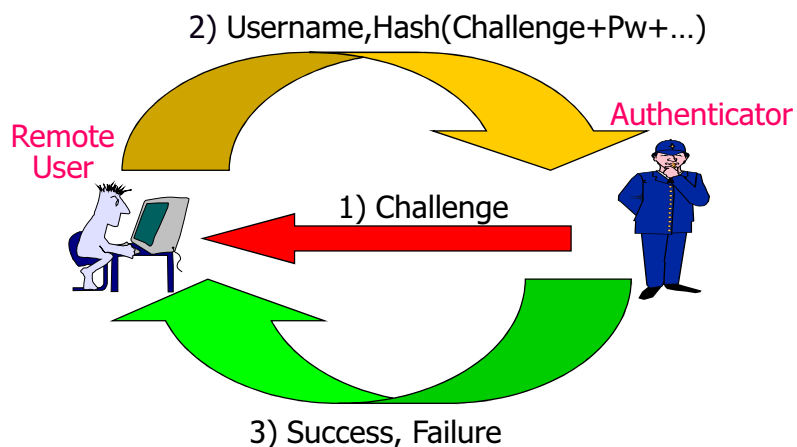 2) Username,Hash(Challenge+Pw+…)
Remote
User
Authenticator
1) Challenge
3) Success, Failure